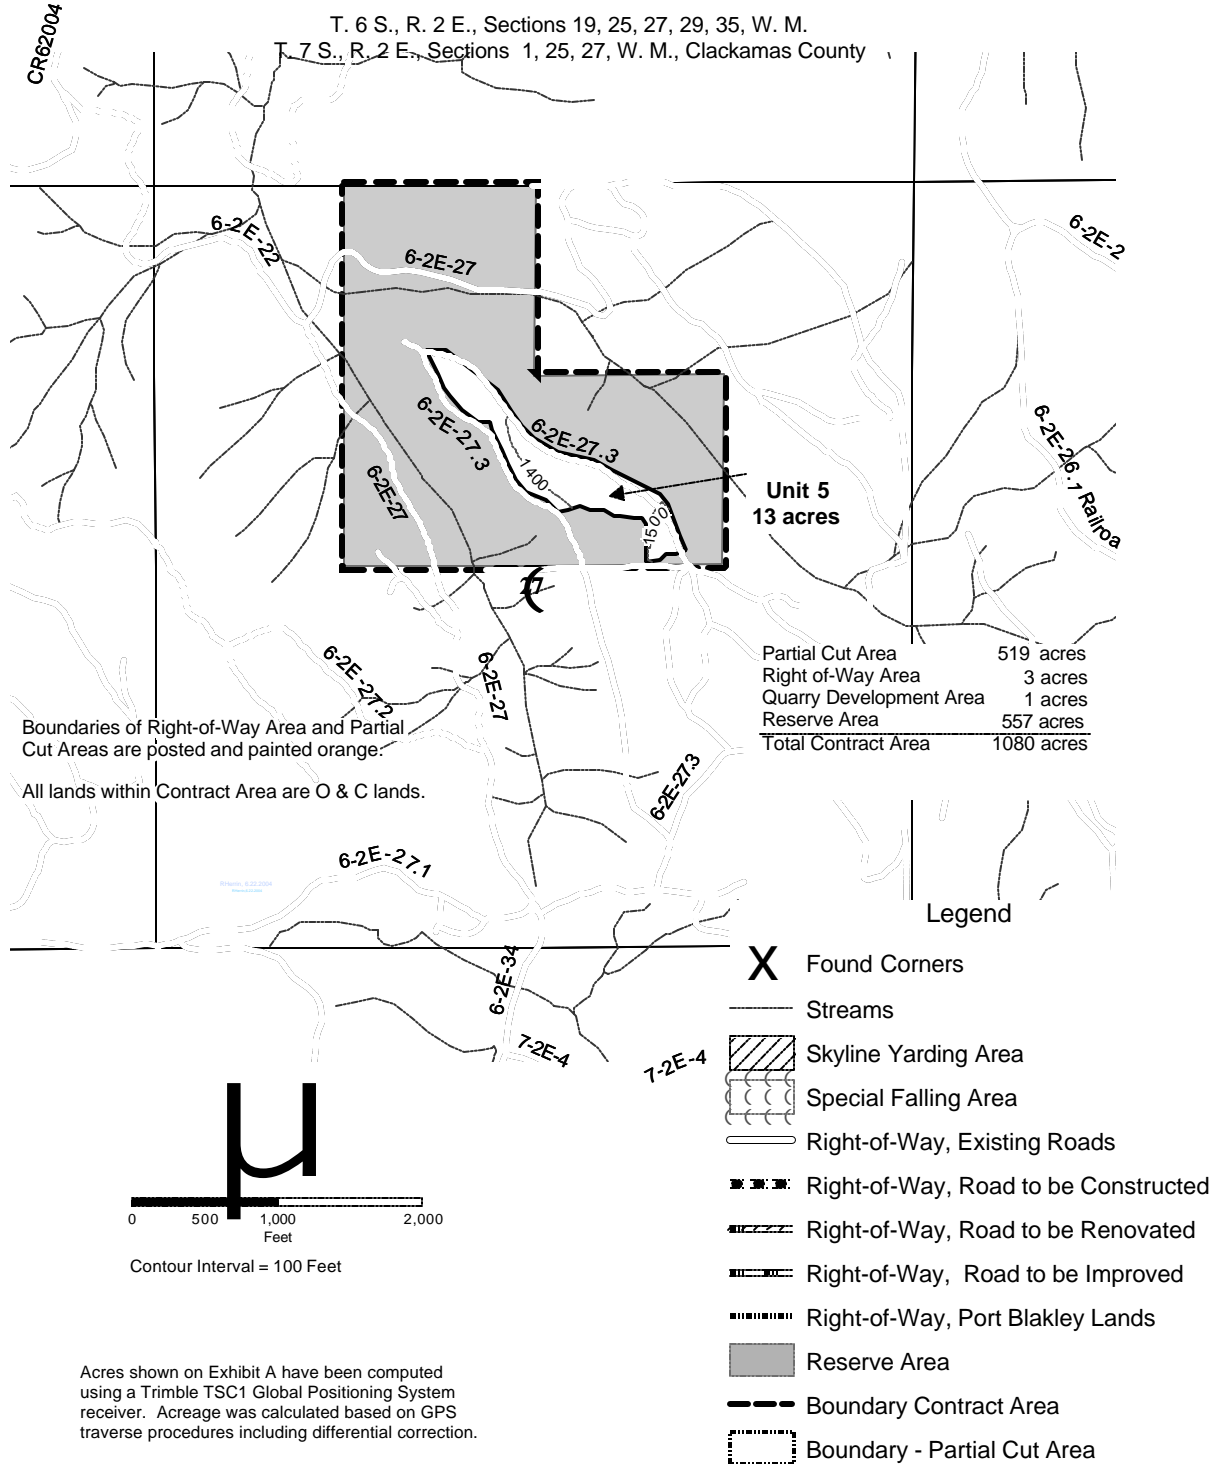 T. 6 S., R. 2 E., Sections 19, 25, 27, 29, 35, W. M.
T. 7 S., R. 2 E., Sections 1, 25, 27, W. M., Clackamas County
CR62004
6-2E-22
6-2E-27
6-2E-2
6-2E-27.3
6-2E-27.3
1400
1500
6-2E-27
6-2E-26.1 Railroa
Unit 5
13 acres
27
6-2E-27.2
6-2E-27
Partial Cut Area 519 acres
Right of-Way Area 3 acres
Quarry Development Area 1 acres
Reserve Area 557 acres
Total Contract Area 1080 acres
Boundaries of Right-of-Way Area and Partial
Cut Areas are posted and painted orange.
All lands within Contract Area are O & C lands.
6-2E-27.3
6-2E-27.1
6-2E-34
7-2E-4
7-2E-4
Legend
X Found Corners
Streams
Skyline Yarding Area
Special Falling Area
Right-of-Way, Existing Roads
Right-of-Way, Road to be Constructed
Right-of-Way, Road to be Renovated
Right-of-Way, Road to be Improved
Right-of-Way, Port Blakley Lands
Reserve Area
Boundary Contract Area
Boundary - Partial Cut Area
0 500 1,000 2,000
Feet
Contour Interval = 100 Feet
Acres shown on Exhibit A have been computed
using a Trimble TSC1 Global Positioning System
receiver. Acreage was calculated based on GPS
traverse procedures including differential correction.